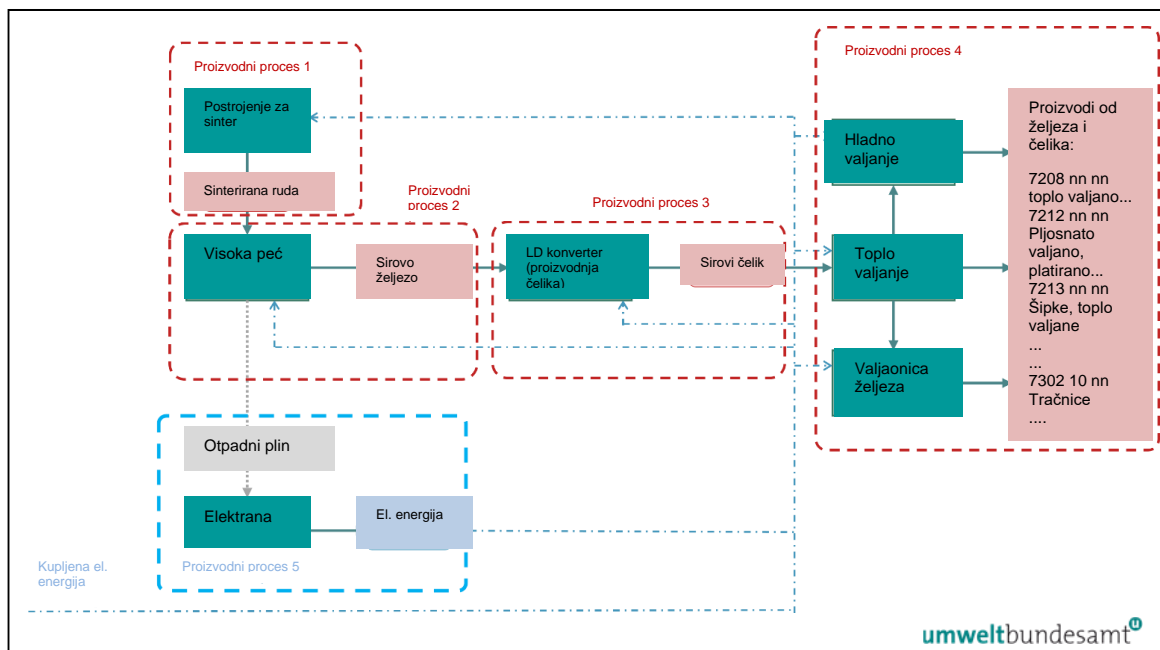 Proizvodni proces 1
Postrojenje za
sinter
Sinterirana ruda
Proizvodni
proces 2
Visoka peć
Sirovo
željezo
Proizvodni proces 3
LD konverter
(proizvodnja
čelika)
Sirovi čelik
Proizvodni proces 4
Hladno
valjanje
Toplo
valjanje
Valjaonica
željeza
Proizvodi od
željeza i
čelika:
7208 nn nn
toplo valjano...
7212 nn nn
Pljosnato
valjano,
platirano...
7213 nn nn
Šipke, toplo
valjane
...
...
7302 10 nn
Tračnice
....
Otpadni plin
Elektrana
El. energija
Proizvodni proces 5
Kupljena el.
energija
umweltbundesamt